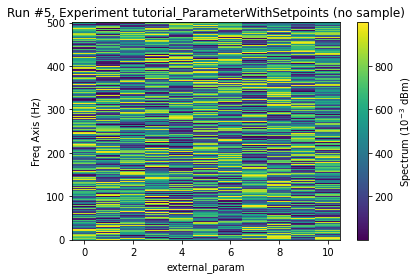 Run #5, Experiment tutorial_ParameterWithSetpoints (no sample)
500
400
300
200
100
0
Freq Axis (Hz)
0 2 4 6 8 10
external_param
800
600
400
200
Spectrum (10⁻³ dBm)